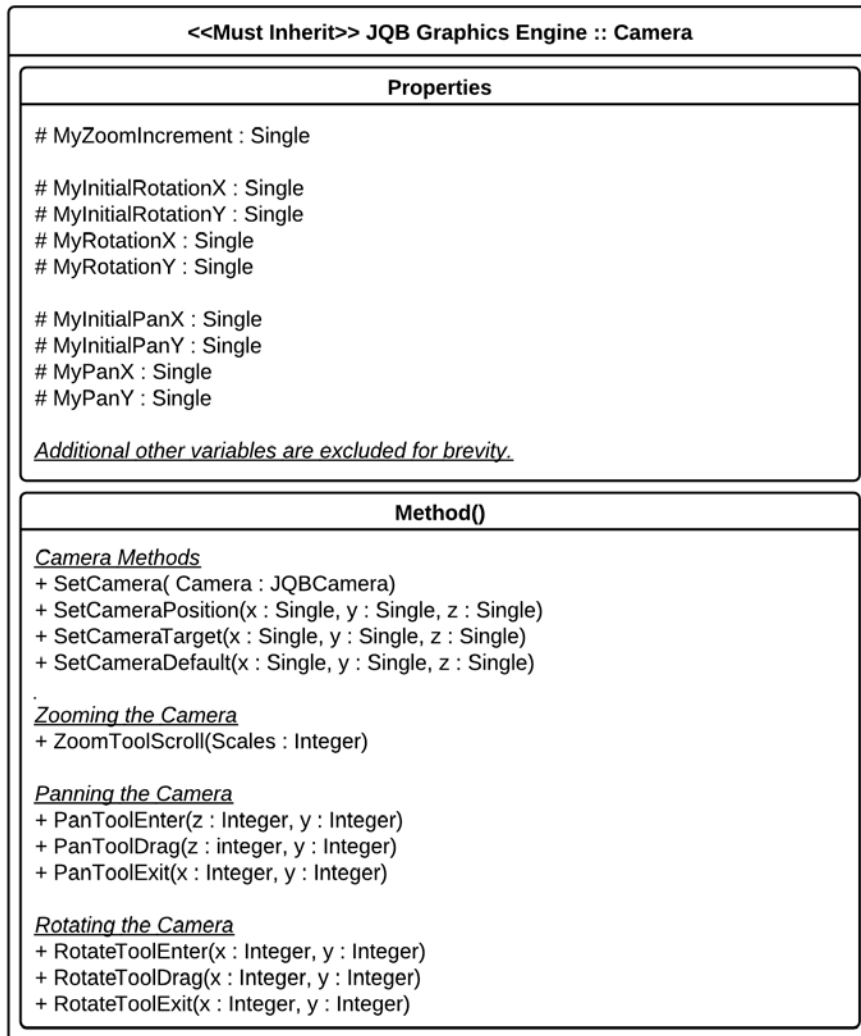 <<Must Inherit>> JQB Graphics Engine :: Camera
Properties
# MyZoomIncrement : Single
# MyInitialRotationX : Single
# MyInitialRotationY : Single
# MyRotationX : Single
# MyRotationY : Single
# MyInitialPanX : Single
# MyInitialPanY : Single
# MyPanX : Single
# MyPanY : Single
Additional other variables are excluded for brevity.
Method()
Camera Methods
+ SetCamera( Camera : JQBCamera)
+ SetCameraPosition(x : Single, y : Single, z : Single)
+ SetCameraTarget(x : Single, y : Single, z : Single)
+ SetCameraDefault(x : Single, y : Single, z : Single)
.
Zooming the Camera
+ ZoomToolScroll(Scales : Integer)
Panning the Camera
+ PanToolEnter(z : Integer, y : Integer)
+ PanToolDrag(z : integer, y : Integer)
+ PanToolExit(x : Integer, y : Integer)
Rotating the Camera
+ RotateToolEnter(x : Integer, y : Integer)
+ RotateToolDrag(x : Integer, y : Integer)
+ RotateToolExit(x : Integer, y : Integer)